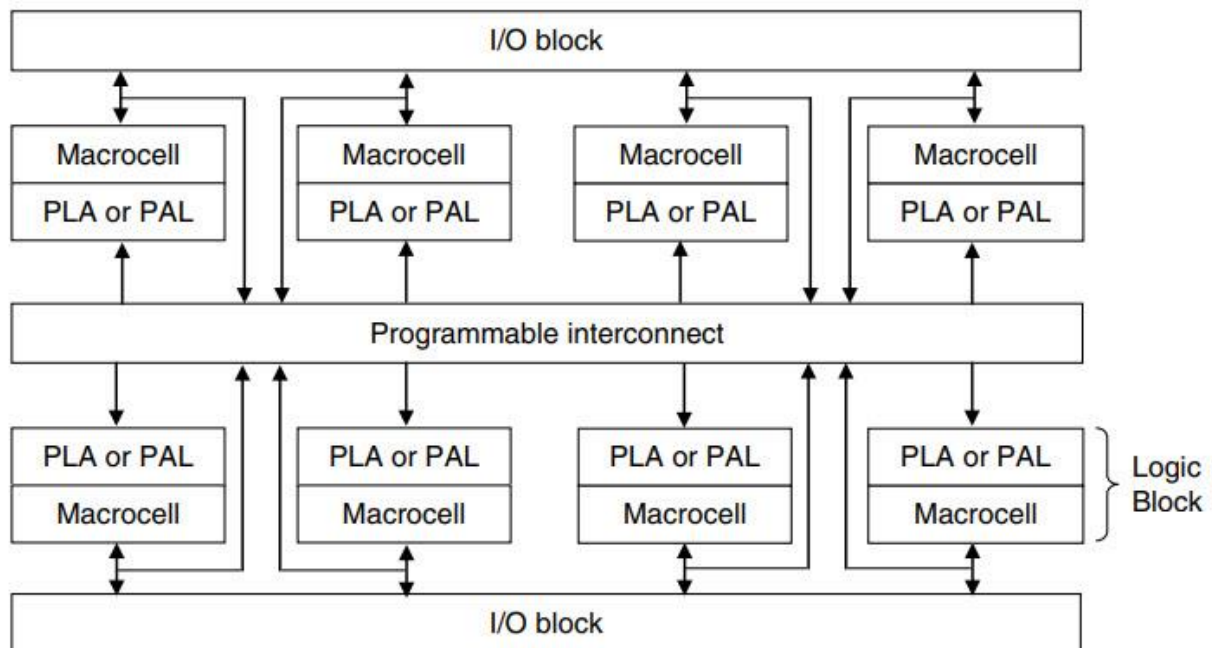 I/O block
Macrocell Macrocell Macrocell Macrocell
PLA or PAL PLA or PAL PLA or PAL PLA or PAL
Programmable interconnect
PLA or PAL PLA or PAL PLA or PAL PLA or PAL
Macrocell Macrocell Macrocell Macrocell
Logic
Block
I/O block